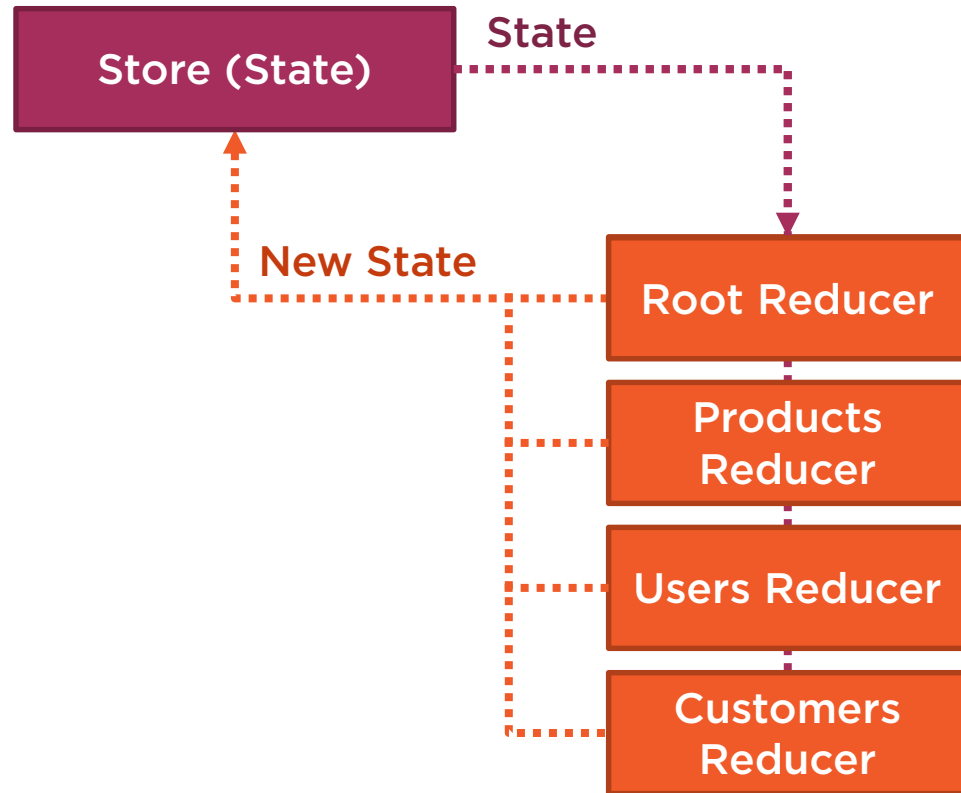 State
Store (State)
New State
Root Reducer
Products
Reducer
Users Reducer
Customers
Reducer